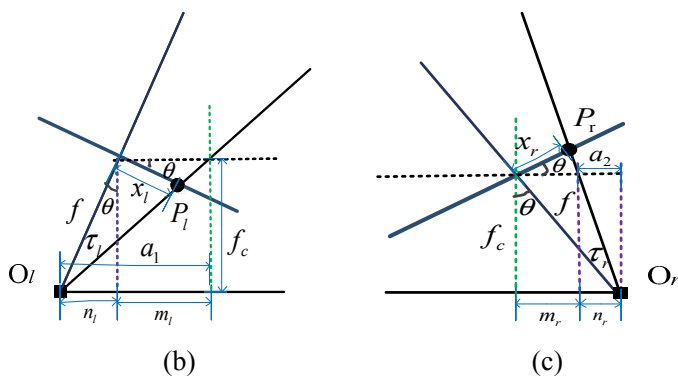 f
θ
θ
x_l
P_l
τ_l
a_1
f_c
O_l
n_l
m_l
(b)
P_r
x_r
a_2
θ
θ
f
f_c
τ_r
O_r
m_r
n_r
(c)